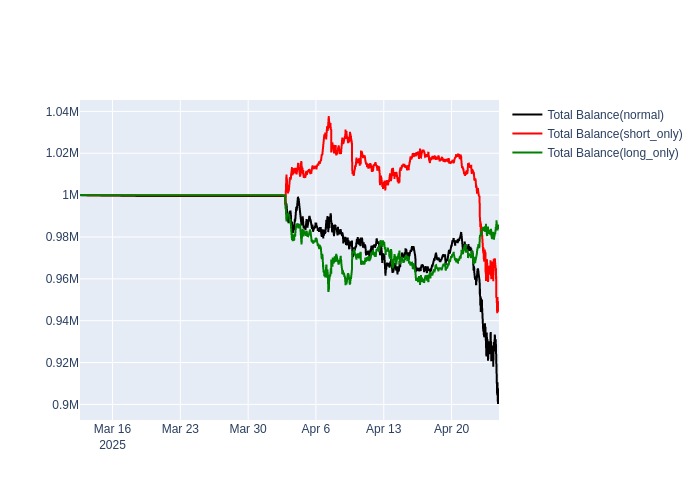 1.04M
1.02M
1M
0.98M
0.96M
0.94M
0.92M
0.9M
Mar 16
2025
Mar 23
Mar 30
Apr 6
Apr 13
Apr 20
Total Balance(normal)
Total Balance(short_only)
Total Balance(long_only)